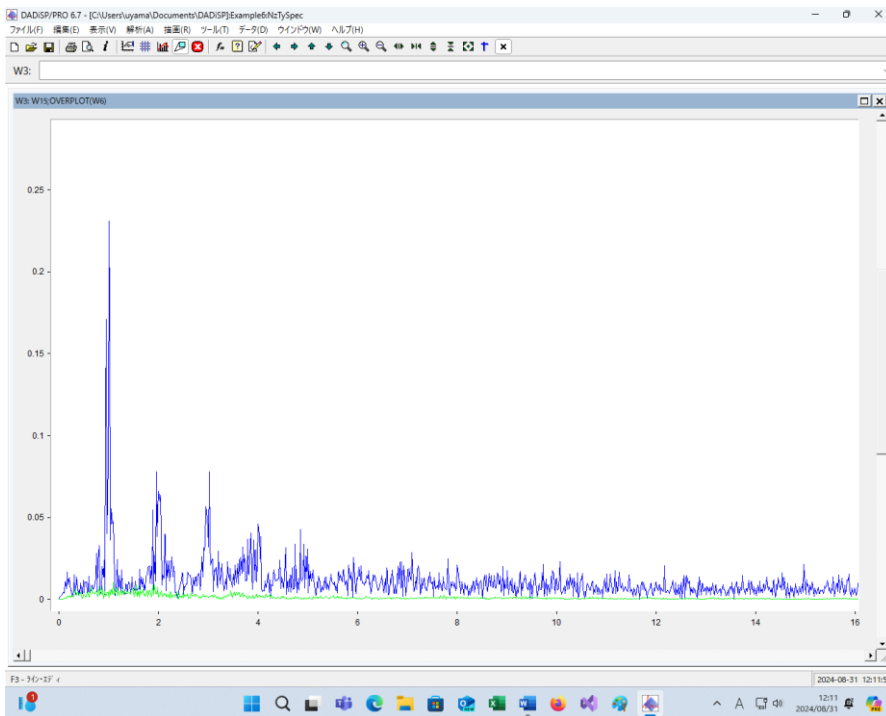 DADiSP/PRO 6.7 - [C:\Users\uyama\Documents\DADiSP]:Example6:NzTySpec
ファイル(F) 編集(E) 表示(V) 解析(A) 描画(R) ツール(T) データ(D) ウインドウ(W) ヘルプ(H)
W3:
W3: W15;OVERPLOT(W6)
0.25
0.2
0.15
0.1
0.05
0
0 2 4 6 8 10 12 14 16
F3 - ライン・エディ
2024-08-31 12:11:5
1
A
12:11
2024/08/31